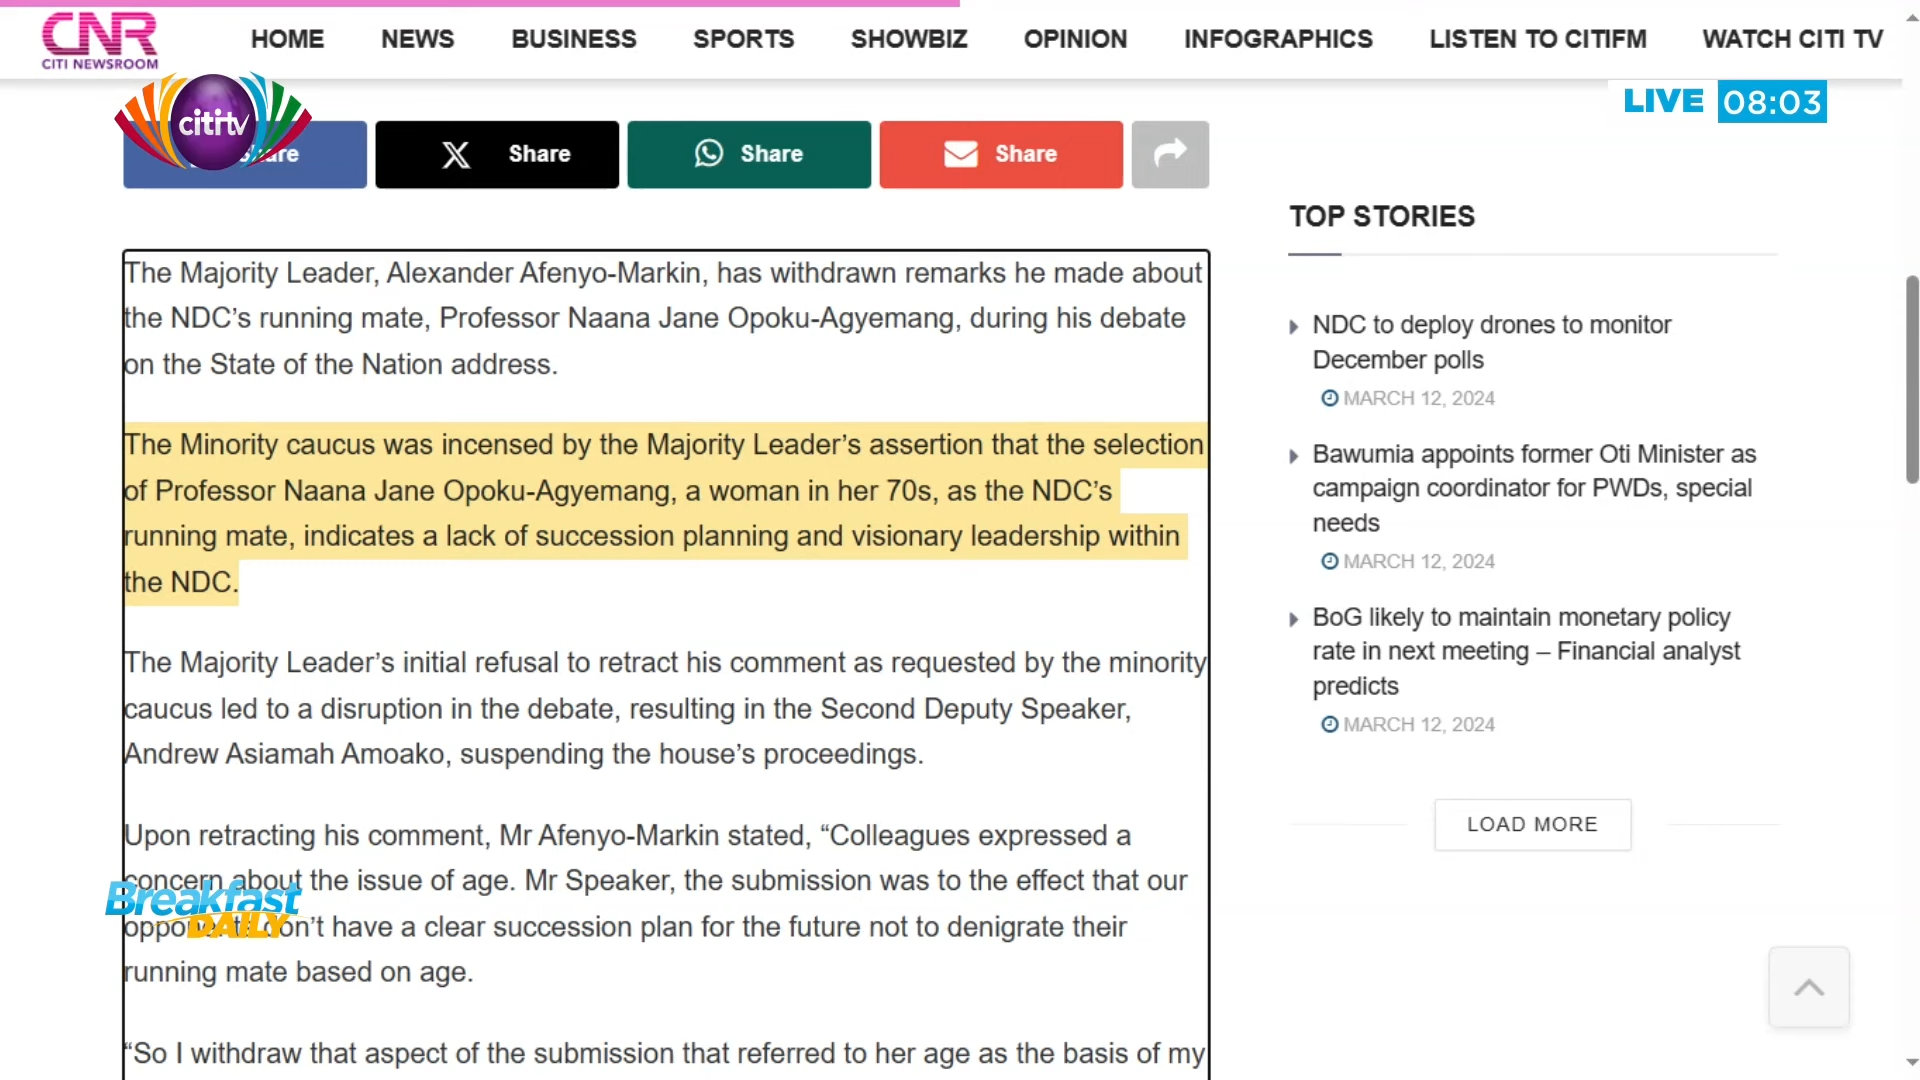 CNR
CITI NEWSROOM
HOME NEWS BUSINESS SPORTS SHOWBIZ OPINION INFOGRAPHICS LISTEN TO CITIFM WATCH CITI TV
cititv
LIVE 08:03
Share Share Share
The Majority Leader, Alexander Afenyo-Markin, has withdrawn remarks he made about
the NDC’s running mate, Professor Naana Jane Opoku-Agyemang, during his debate
on the State of the Nation address.
The Minority caucus was incensed by the Majority Leader’s assertion that the selection
of Professor Naana Jane Opoku-Agyemang, a woman in her 70s, as the NDC’s
running mate, indicates a lack of succession planning and visionary leadership within
the NDC.
The Majority Leader’s initial refusal to retract his comment as requested by the minority
caucus led to a disruption in the debate, resulting in the Second Deputy Speaker,
Andrew Asiamah Amoako, suspending the house’s proceedings.
Upon retracting his comment, Mr Afenyo-Markin stated, “Colleagues expressed a
concern about the issue of age. Mr Speaker, the submission was to the effect that our
don’t have a clear succession plan for the future not to denigrate their
running mate based on age.
“So I withdraw that aspect of the submission that referred to her age as the basis of my
Breakfast
DAILY
TOP STORIES
NDC to deploy drones to monitor
December polls
MARCH 12, 2024
Bawumia appoints former Oti Minister as
campaign coordinator for PWDs, special
needs
MARCH 12, 2024
BoG likely to maintain monetary policy
rate in next meeting – Financial analyst
predicts
MARCH 12, 2024
LOAD MORE